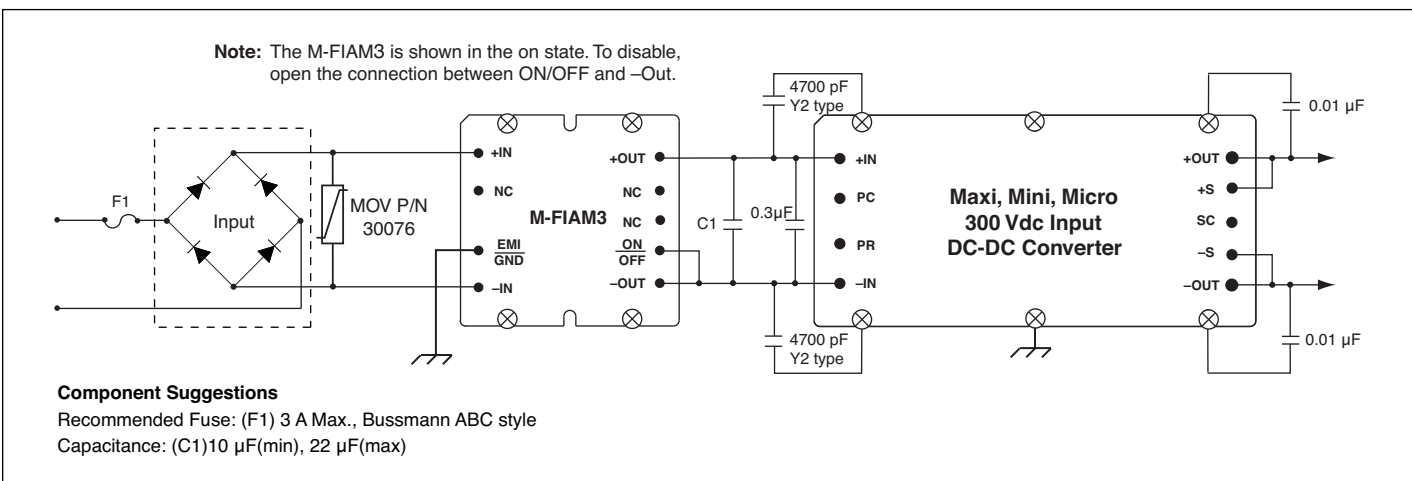 Note: The M-FIAM3 is shown in the on state. To disable,
open the connection between ON/OFF and –Out.
F1
Input
MOV P/N
30076
+IN
NC
EMI
GND
–IN
M-FIAM3
+OUT
NC
NC
ON
OFF
–OUT
C1
0.3µF
4700 pF
Y2 type
4700 pF
Y2 type
+IN
PC
PR
–IN
Maxi, Mini, Micro
300 Vdc Input
DC-DC Converter
+OUT
+S
SC
–S
–OUT
0.01 µF
0.01 µF
Component Suggestions
Recommended Fuse: (F1) 3 A Max., Bussmann ABC style
Capacitance: (C1)10 µF(min), 22 µF(max)